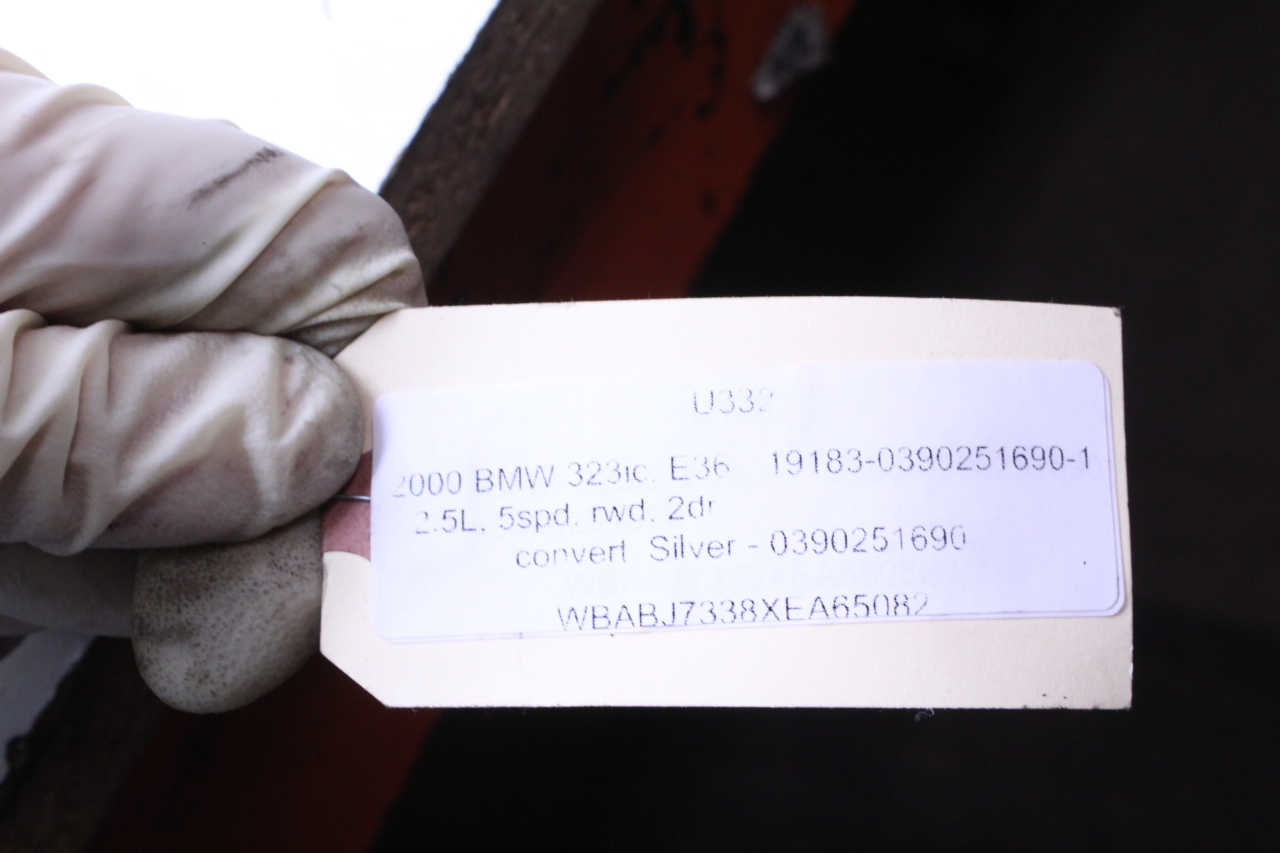 U332
2000 BMW 323ic, E36 19183-0390251690-1
2.5L, 5spd, rwd, 2dr
convert Silver - 0390251690
WBABJ7338XEA65082